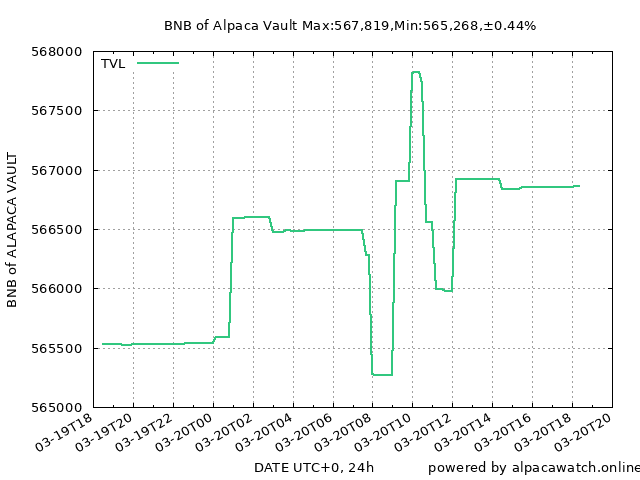 BNB of Alpaca Vault Max:567,819,Min:565,268,±0.44%
TVL
568000
567500
567000
566500
566000
565500
565000
BNB of ALAPACA VAULT
03-19T18
03-19T20
03-19T22
03-20T00
03-20T02
03-20T04
03-20T06
03-20T08
03-20T10
03-20T12
03-20T14
03-20T16
03-20T18
03-20T20
DATE UTC+0, 24h
powered by alpacawatch.online